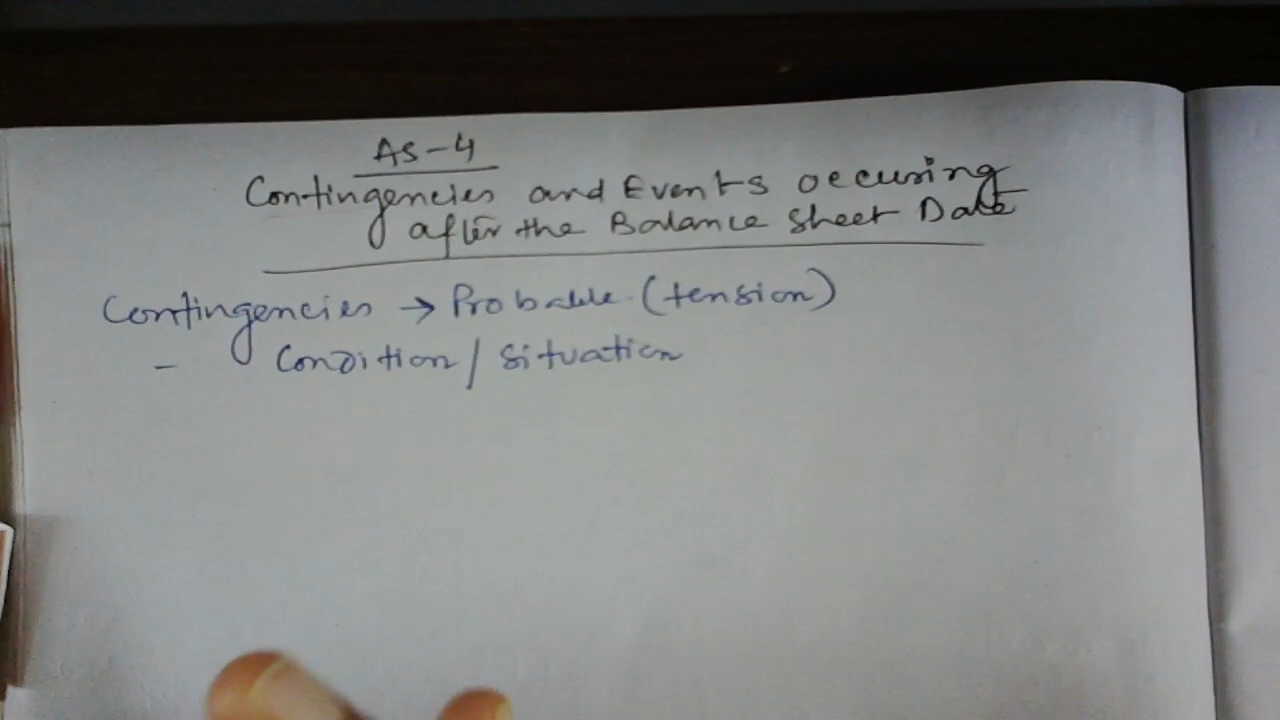 AS-4
Contingencies and Events occuring
after the Balance Sheet Date
Contingencies → Probable (tension)
- Condition / Situation